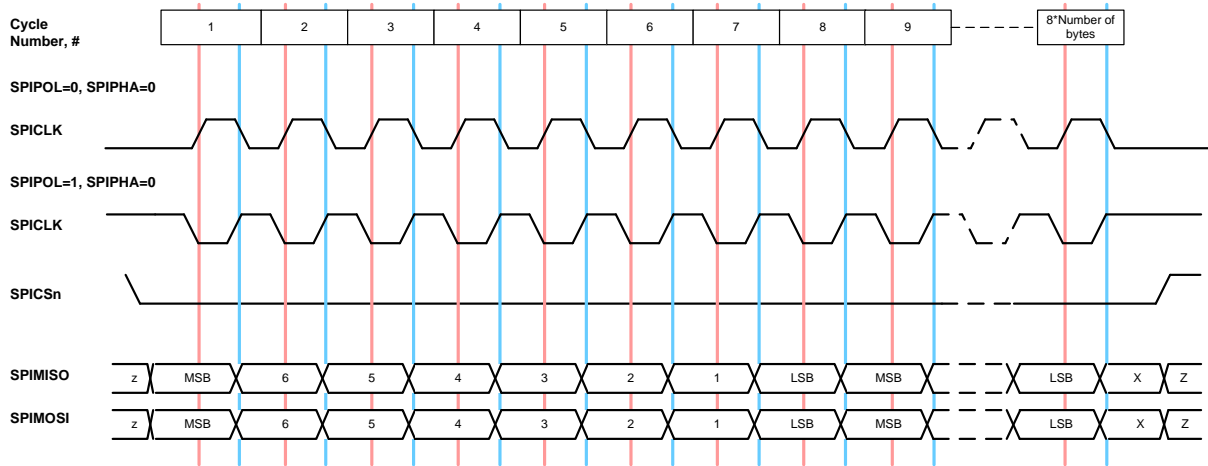 Cycle
Number, #
1 2 3 4 5 6 7 8 9
8*Number of
bytes
SPIPOL=0, SPIPHA=0
SPICLK
SPIPOL=1, SPIPHA=0
SPICLK
SPICSn
SPIMISO z MSB 6 5 4 3 2 1 LSB MSB LSB X Z
SPIMOSI z MSB 6 5 4 3 2 1 LSB MSB LSB X Z